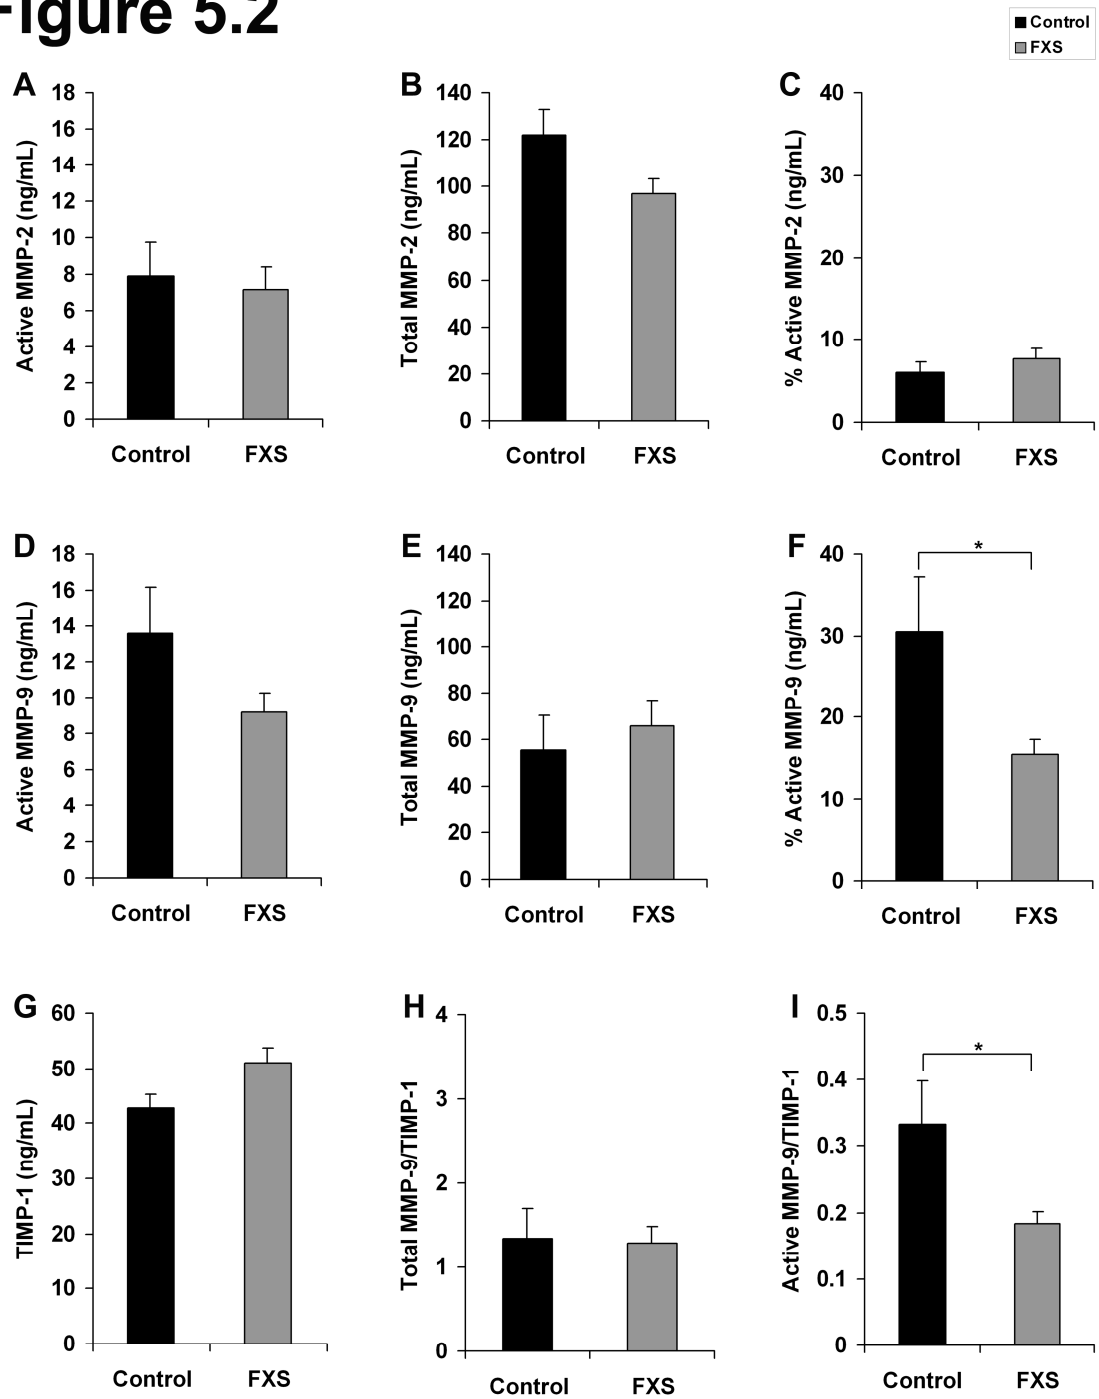 Figure 5.2
Control
FXS
A
18
16
14
12
10
8
6
4
2
0
Active MMP-2 (ng/mL)
Control FXS
B
140
120
100
80
60
40
20
0
Total MMP-2 (ng/mL)
Control FXS
C
40
30
20
10
0
% Active MMP-2 (ng/mL)
Control FXS
D
18
16
14
12
10
8
6
4
2
0
Active MMP-9 (ng/mL)
Control FXS
E
140
120
100
80
60
40
20
0
Total MMP-9 (ng/mL)
Control FXS
F
40
30
20
10
0
% Active MMP-9 (ng/mL)
*
Control FXS
G
60
50
40
30
20
10
0
TIMP-1 (ng/mL)
Control FXS
H
4
3
2
1
0
Total MMP-9/TIMP-1
Control FXS
I
0.5
0.4
0.3
0.2
0.1
0
Active MMP-9/TIMP-1
*
Control FXS